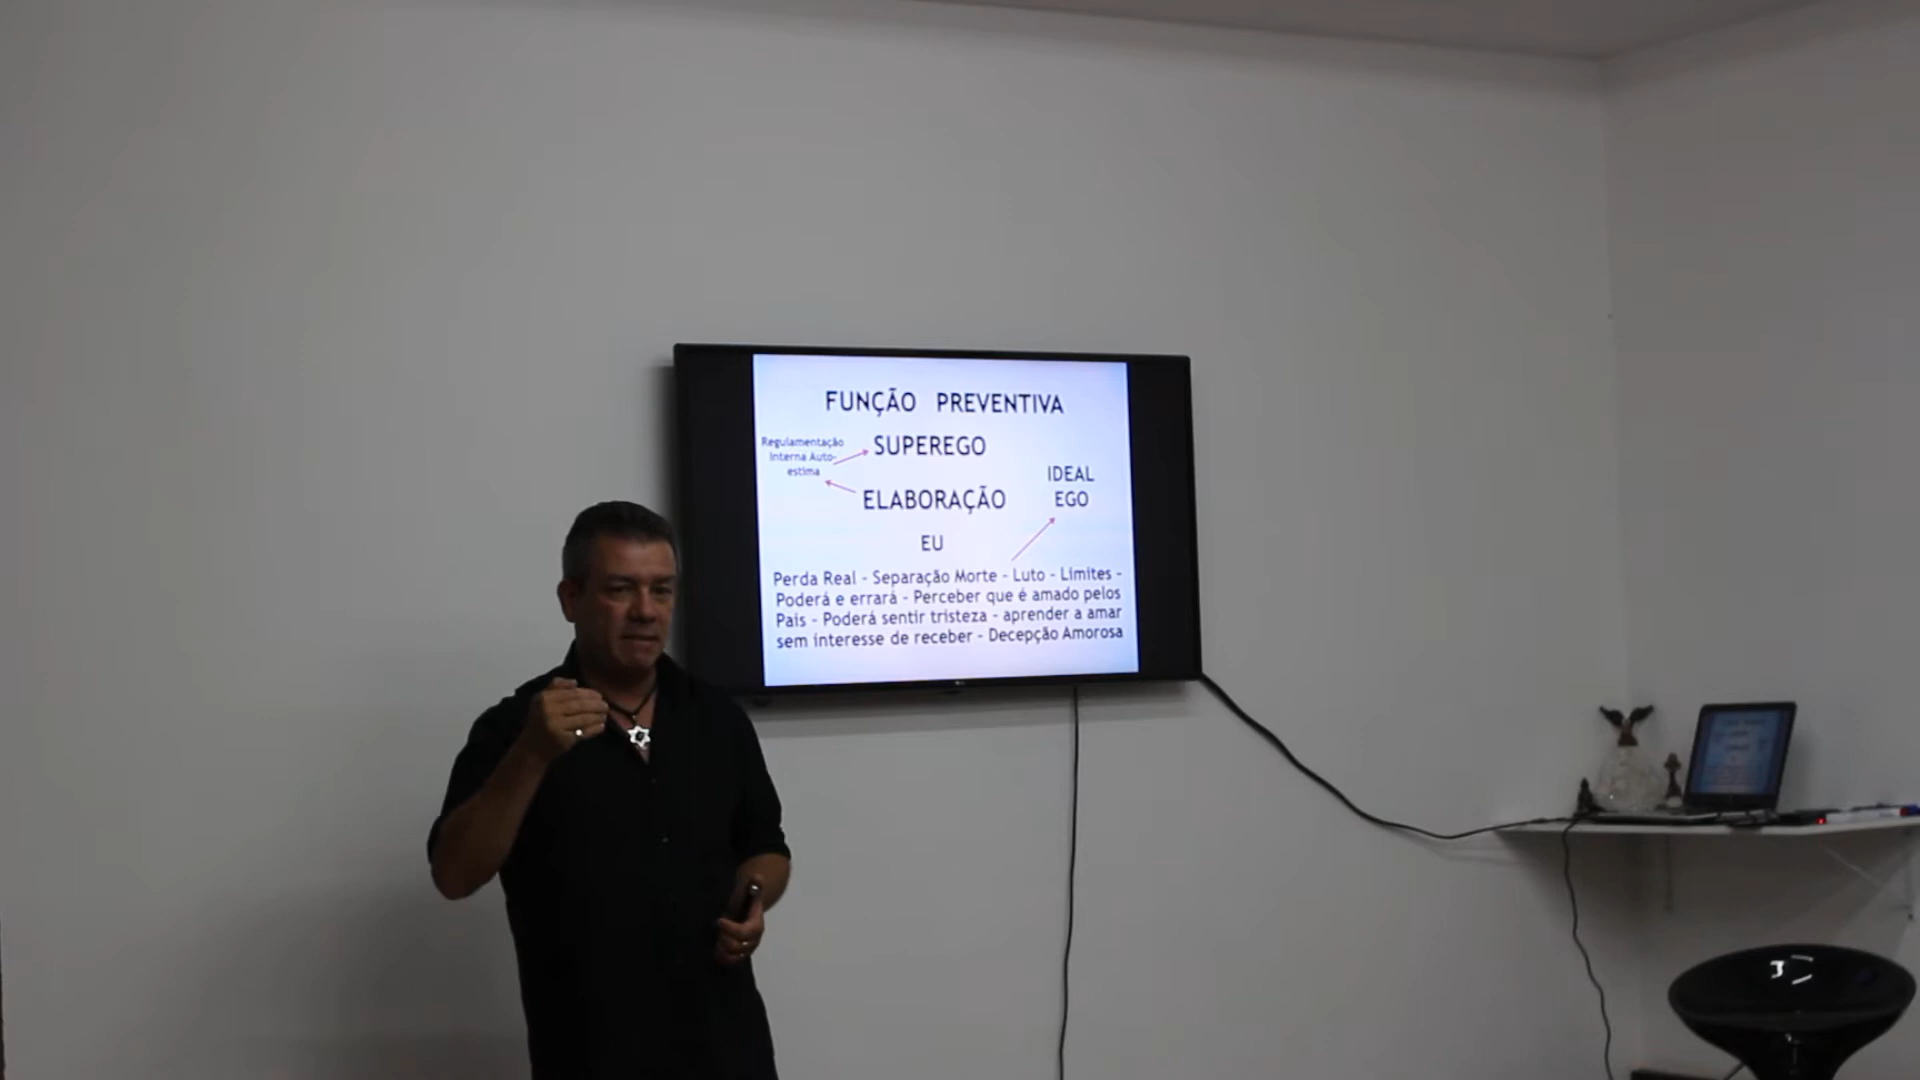 FUNÇÃO PREVENTIVA
Regulamentação
Interna Auto-
estima
SUPEREGO
IDEAL
EGO
ELABORAÇÃO
EU
Perda Real - Separação Morte - Luto - Limites -
Poderá e errará - Perceber que é amado pelos
Pais - Poderá sentir tristeza - aprender a amar
sem interesse de receber - Decepção Amorosa